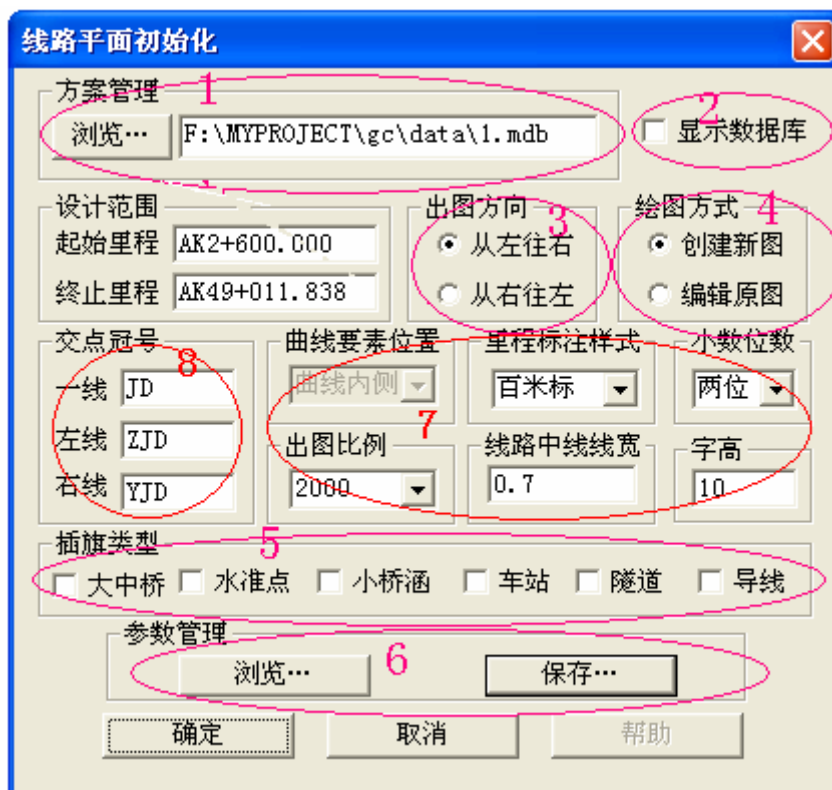 线路平面初始化
方案管理
1
浏览… F:\MYPROJECT\gc\data\1.mdb
2
显示数据库
设计范围
起始里程 AK2+600.000
终止里程 AK49+011.838
出图方向
3
从左往右
从右往左
绘图方式
4
创建新图
编辑原图
交点冠号
8
一线 JD
左线 ZJD
右线 YJD
曲线要素位置
曲线内侧
里程标注样式
百米标
小数位数
两位
7
出图比例
2000
线路中线线宽
0.7
字高
10
插旗类型
5
大中桥 水准点 小桥涵 车站 隧道 导线
参数管理
6
浏览… 保存…
确定 取消 帮助